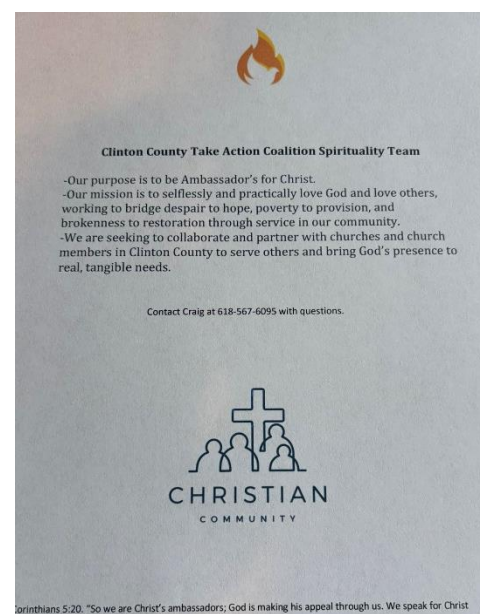 Clinton County Take Action Coalition Spirituality Team
-Our purpose is to be Ambassador's for Christ.
-Our mission is to selflessly and practically love God and love others,
working to bridge despair to hope, poverty to provision, and
brokenness to restoration through service in our community.
-We are seeking to collaborate and partner with churches and church
members in Clinton County to serve others and bring God's presence to
real, tangible needs.
Contact Craig at 618-567-6095 with questions.
CHRISTIAN
COMMUNITY
Corinthians 5:20. "So we are Christ's ambassadors; God is making his appeal through us. We speak for Christ